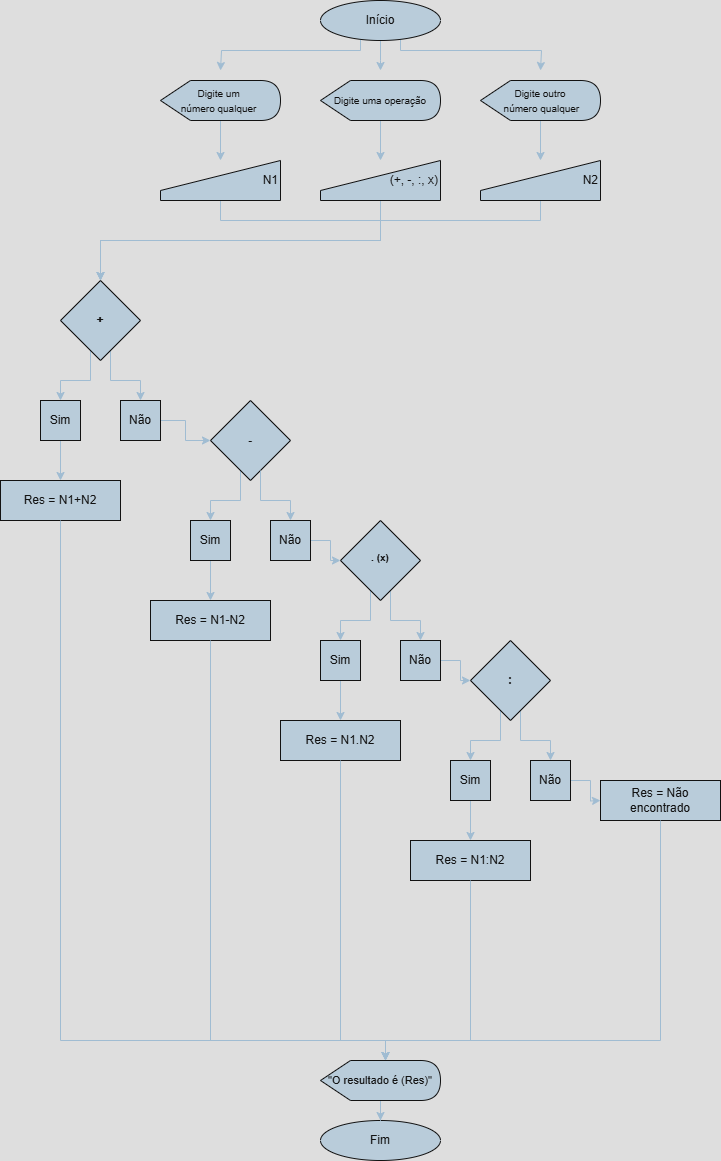 Início
Digite um
número qualquer
Digite uma operação
Digite outro
número qualquer
N1
(+, -, :, x)
N2
+
Sim
Não
-
Res = N1+N2
Sim
Não
. (x)
Res = N1-N2
Sim
Não
:
Res = N1.N2
Sim
Não
Res = Não
encontrado
Res = N1:N2
"O resultado é (Res)"
Fim